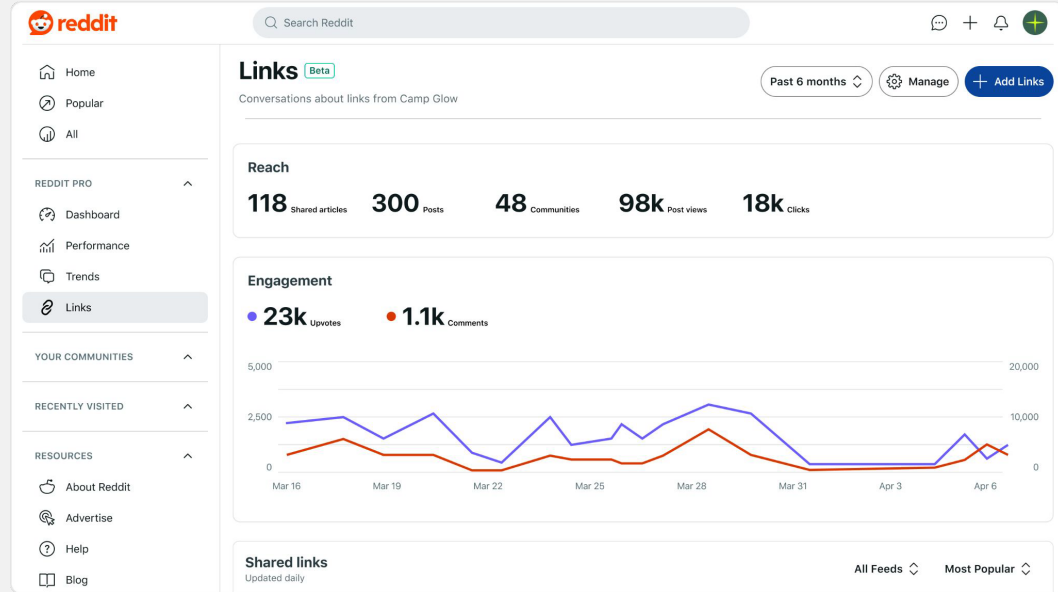 reddit
Search Reddit
Home
Popular
All
REDDIT PRO
Dashboard
Performance
Trends
Links
YOUR COMMUNITIES
RECENTLY VISITED
RESOURCES
About Reddit
Advertise
Help
Blog
Links Beta
Conversations about links from Camp Glow
Past 6 months
Manage
Add Links
Reach
118 Shared articles 300 Posts 48 Communities 98k Post views 18k Clicks
Engagement
23k Upvotes 1.1k Comments
5,000 20,000
2,500 10,000
0 0
Mar 16 Mar 19 Mar 22 Mar 25 Mar 28 Mar 31 Apr 3 Apr 6
Shared links
Updated daily
All Feeds Most Popular